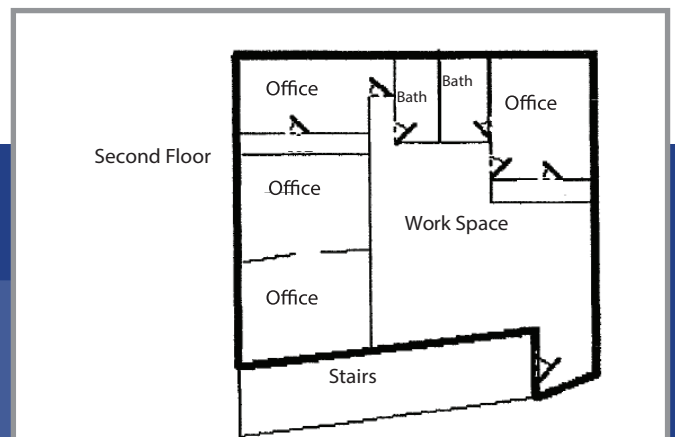 Office
Bath
Bath
Office
Second Floor
Office
Work Space
Office
Stairs